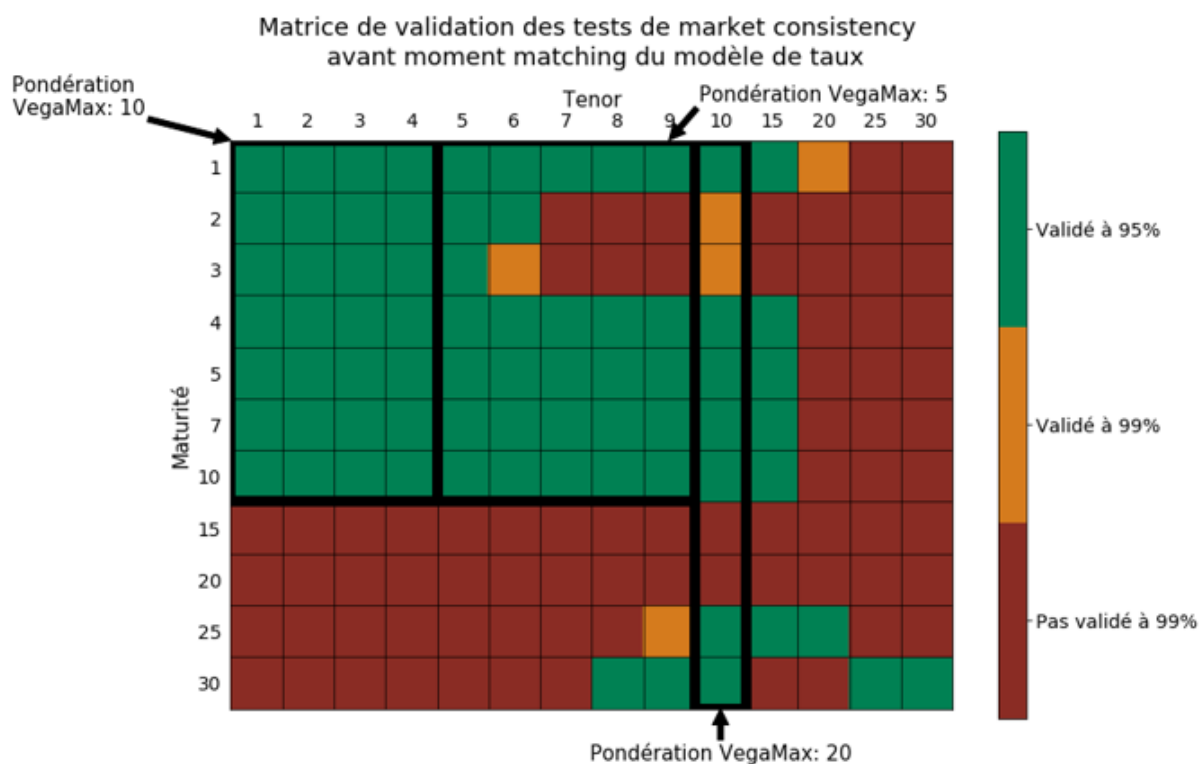 Matrice de validation des tests de market consistency
avant moment matching du modèle de taux
Pondération
VegaMax: 10
Tenor
Pondération VegaMax: 5
1 2 3 4 5 6 7 8 9 10 15 20 25 30
Maturité
1
2
3
4
5
7
10
15
20
25
30
Validé à 95%
Validé à 99%
Pas validé à 99%
Pondération VegaMax: 20